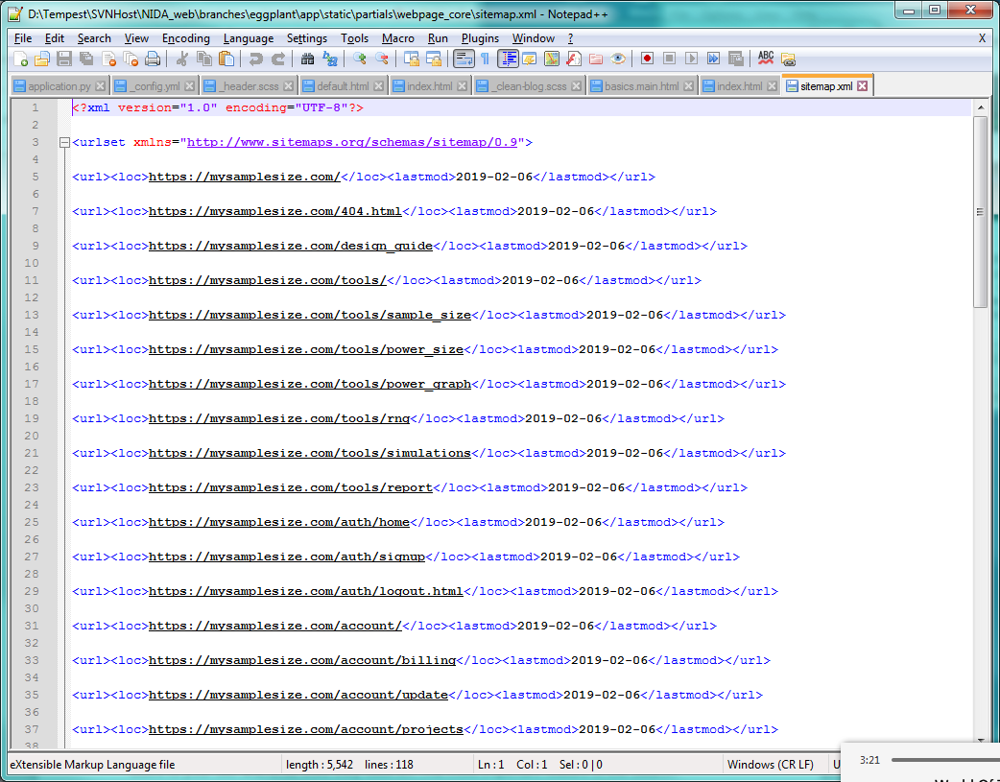 D:\Tempest\SVNHost\NIDA_web\branches\eggplant\app\static\partials\webpage_core\sitemap.xml - Notepad++
File Edit Search View Encoding Language Settings Tools Macro Run Plugins Window ? X
ABC
application.py _config.yml _header.scss default.html index.html _clean-blog.scss basics.main.html index.html sitemap.xml
1 <?xml version="1.0" encoding="UTF-8"?>
2
3 <urlset xmlns="http://www.sitemaps.org/schemas/sitemap/0.9">
4
5 <url><loc>https://mysamplesize.com/</loc><lastmod>2019-02-06</lastmod></url>
6
7 <url><loc>https://mysamplesize.com/404.html</loc><lastmod>2019-02-06</lastmod></url>
8
9 <url><loc>https://mysamplesize.com/design_guide</loc><lastmod>2019-02-06</lastmod></url>
10
11 <url><loc>https://mysamplesize.com/tools/</loc><lastmod>2019-02-06</lastmod></url>
12
13 <url><loc>https://mysamplesize.com/tools/sample_size</loc><lastmod>2019-02-06</lastmod></url>
14
15 <url><loc>https://mysamplesize.com/tools/power_size</loc><lastmod>2019-02-06</lastmod></url>
16
17 <url><loc>https://mysamplesize.com/tools/power_graph</loc><lastmod>2019-02-06</lastmod></url>
18
19 <url><loc>https://mysamplesize.com/tools/rng</loc><lastmod>2019-02-06</lastmod></url>
20
21 <url><loc>https://mysamplesize.com/tools/simulations</loc><lastmod>2019-02-06</lastmod></url>
22
23 <url><loc>https://mysamplesize.com/tools/report</loc><lastmod>2019-02-06</lastmod></url>
24
25 <url><loc>https://mysamplesize.com/auth/home</loc><lastmod>2019-02-06</lastmod></url>
26
27 <url><loc>https://mysamplesize.com/auth/signup</loc><lastmod>2019-02-06</lastmod></url>
28
29 <url><loc>https://mysamplesize.com/auth/logout.html</loc><lastmod>2019-02-06</lastmod></url>
30
31 <url><loc>https://mysamplesize.com/account/</loc><lastmod>2019-02-06</lastmod></url>
32
33 <url><loc>https://mysamplesize.com/account/billing</loc><lastmod>2019-02-06</lastmod></url>
34
35 <url><loc>https://mysamplesize.com/account/update</loc><lastmod>2019-02-06</lastmod></url>
36
37 <url><loc>https://mysamplesize.com/account/projects</loc><lastmod>2019-02-06</lastmod></url>
38
eXtensible Markup Language file length : 5,542 lines : 118 Ln : 1 Col : 1 Sel : 0 | 0 Windows (CR LF) U
3:21